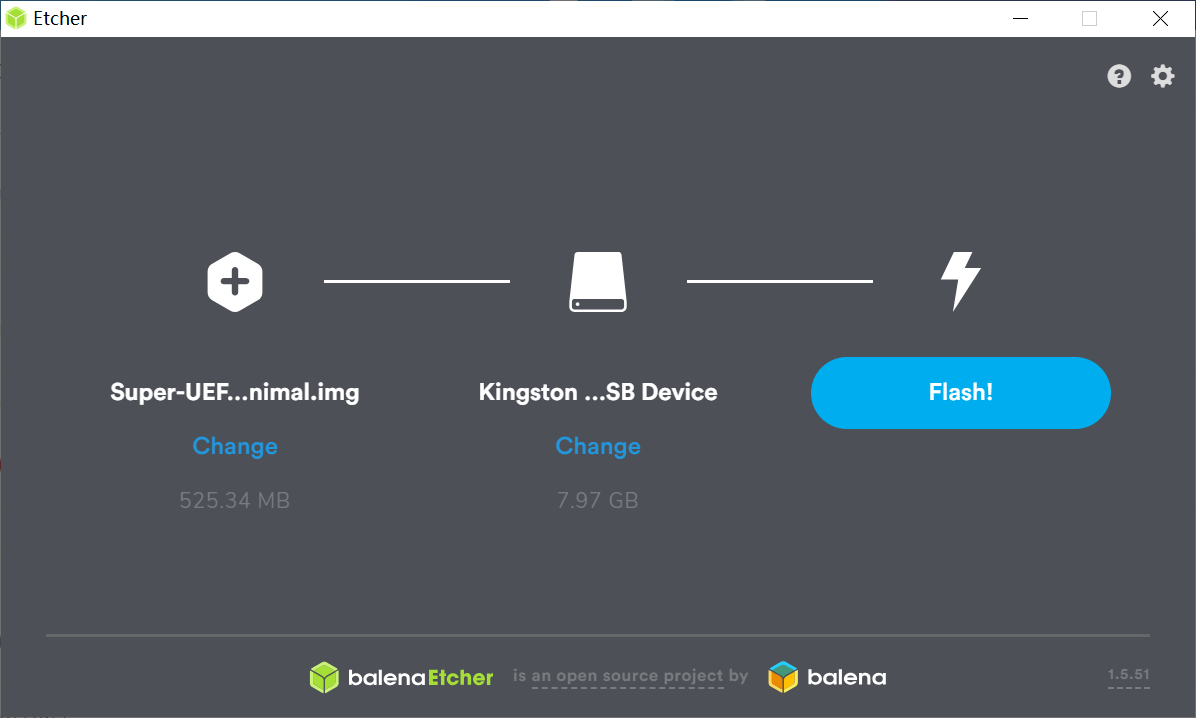 Etcher
Super-UEF...nimal.img
Kingston ...SB Device
Flash!
Change
Change
525.34 MB
7.97 GB
balenaEtcher is an open source project by balena 1.5.51